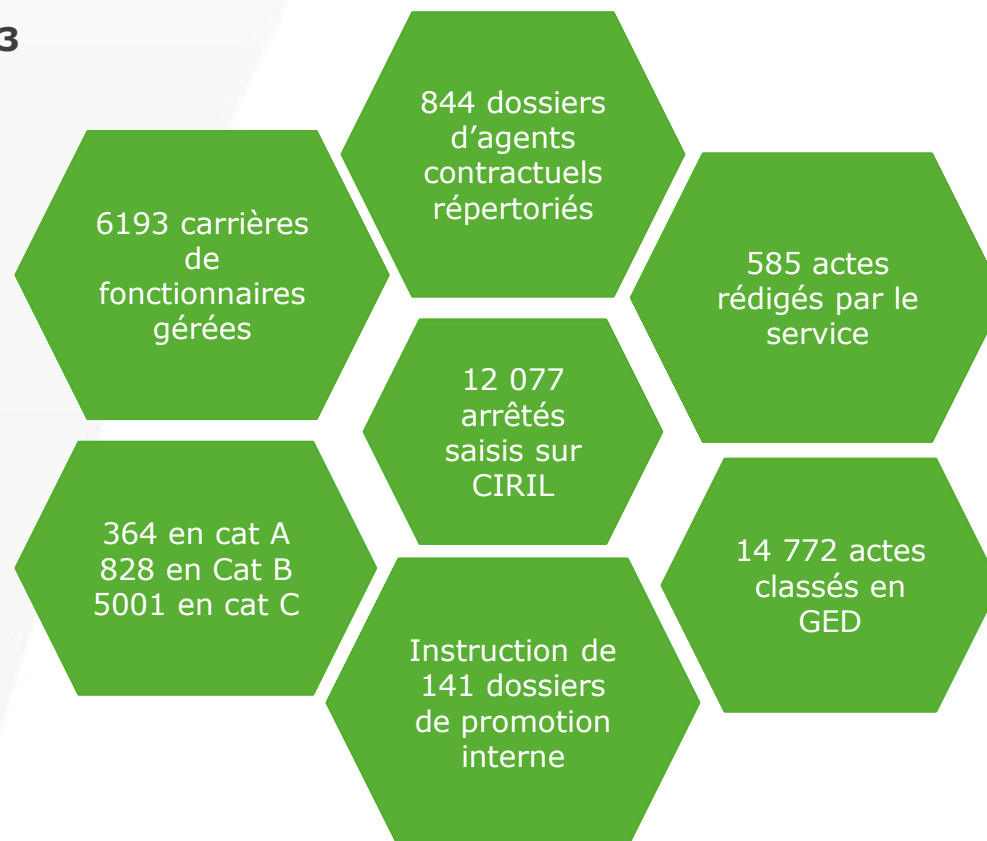 3
844 dossiers
d’agents
contractuels
répertoriés
6193 carrières
de
fonctionnaires
gérées
585 actes
rédigés par le
service
12 077
arrêtés
saisis sur
CIRIL
364 en cat A
828 en Cat B
5001 en cat C
14 772 actes
classés en
GED
Instruction de
141 dossiers
de promotion
interne